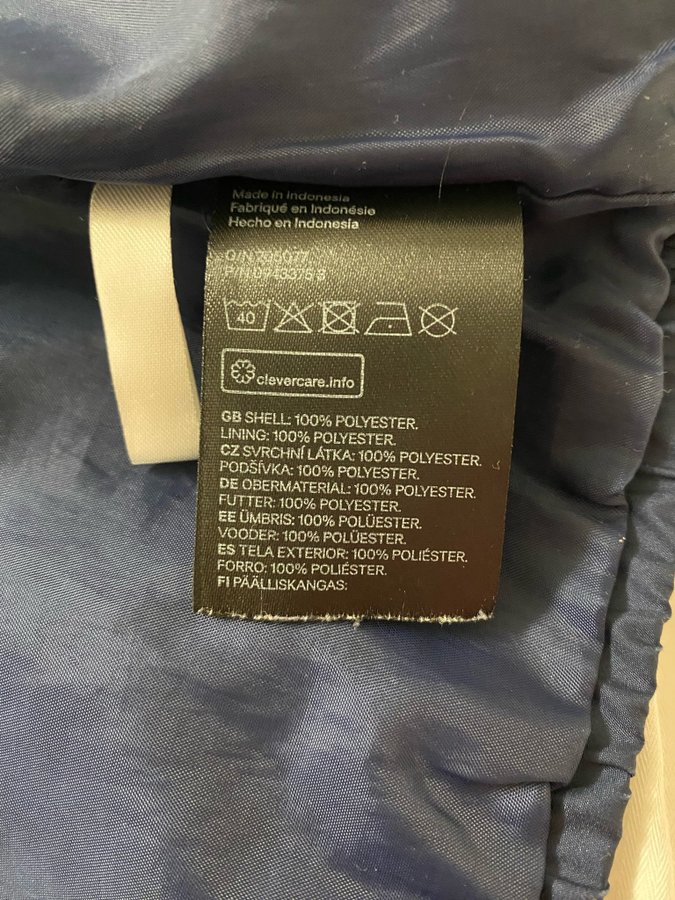 Made in Indonesia
Fabriqué en Indonésie
Hecho en Indonesia
O/N
P/N
40
clevercare.info
GB SHELL: 100% POLYESTER.
LINING: 100% POLYESTER.
CZ SVRCHNÍ LÁTKA: 100% POLYESTER.
PODŠÍVKA: 100% POLYESTER.
DE OBERMATERIAL: 100% POLYESTER.
FUTTER: 100% POLYESTER.
EE ÜMBRIS: 100% POLÜESTER.
VOODER: 100% POLÜESTER.
ES TELA EXTERIOR: 100% POLIÉSTER.
FORRO: 100% POLIÉSTER.
FI PÄÄLLISKANGAS: